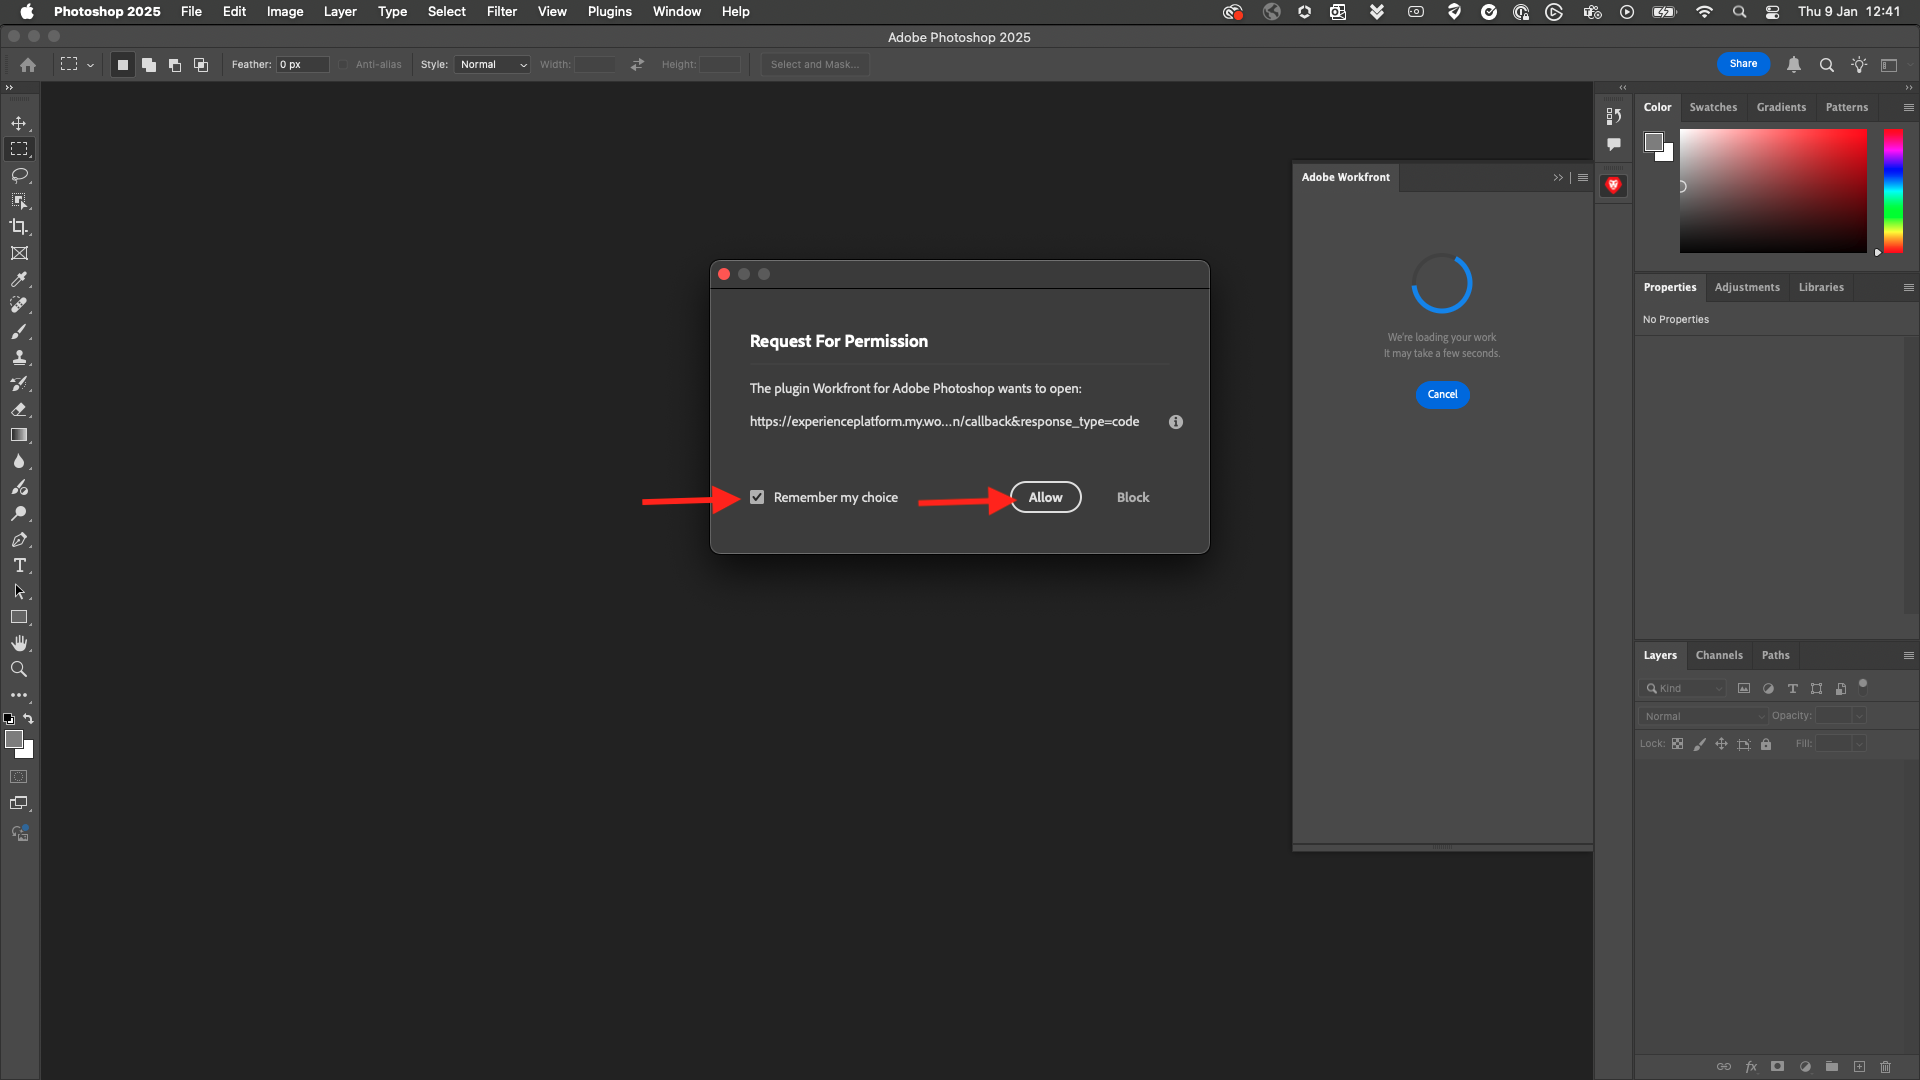 Photoshop 2025 File Edit Image Layer Type Select Filter View Plugins Window Help Thu 9 Jan 12:41
Adobe Photoshop 2025
Feather: 0 px Anti-alias Style: Normal Width: Height: Select and Mask... Share
Color Swatches Gradients Patterns
Adobe Workfront
Properties Adjustments Libraries
No Properties
We're loading your work
It may take a few seconds.
Cancel
Request For Permission
The plugin Workfront for Adobe Photoshop wants to open:
https://experienceplatform.my.wo...n/callback&response_type=code
Remember my choice Allow Block
Layers Channels Paths
Kind
Normal Opacity:
Lock: Fill:
fx